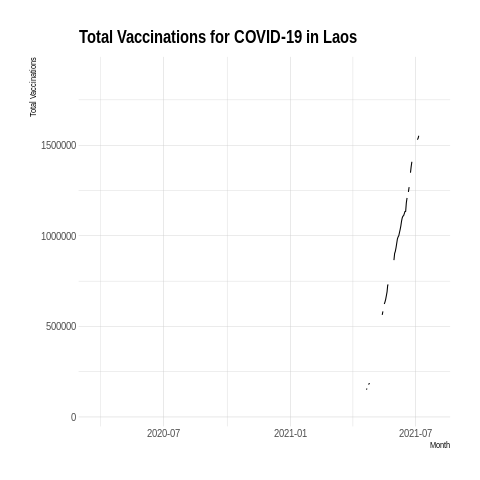 Total Vaccinations for COVID-19 in Laos
Total Vaccinations
1500000
1000000
500000
0
2020-07 2021-01 2021-07
Month